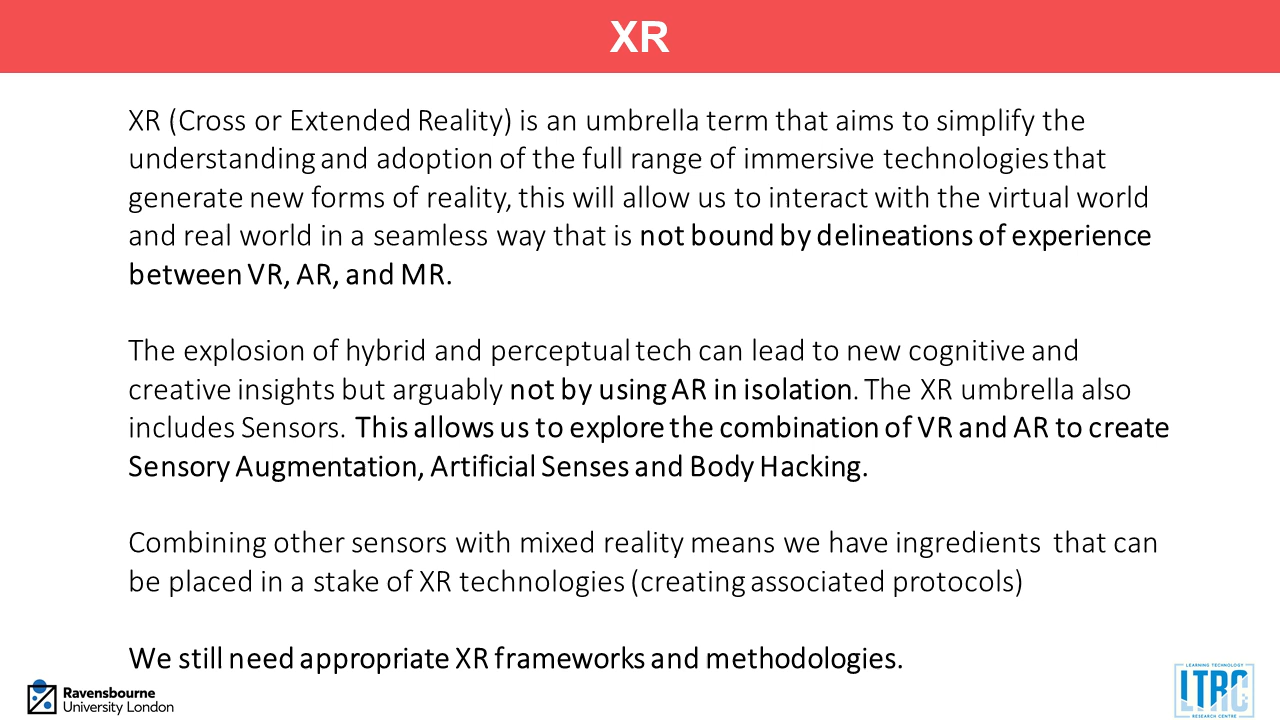 XR
XR (Cross or Extended Reality) is an umbrella term that aims to simplify the
understanding and adoption of the full range of immersive technologies that
generate new forms of reality, this will allow us to interact with the virtual world
and real world in a seamless way that is not bound by delineations of experience
between VR, AR, and MR.
The explosion of hybrid and perceptual tech can lead to new cognitive and
creative insights but arguably not by using AR in isolation. The XR umbrella also
includes Sensors. This allows us to explore the combination of VR and AR to create
Sensory Augmentation, Artificial Senses and Body Hacking.
Combining other sensors with mixed reality means we have ingredients that can
be placed in a stake of XR technologies (creating associated protocols)
We still need appropriate XR frameworks and methodologies.
Ravensbourne
University London
LEARNING TECHNOLOGY
LTRC
RESEARCH CENTRE